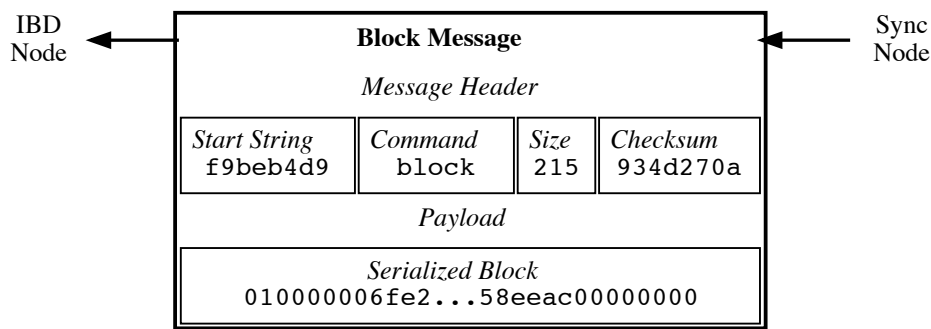 IBD
Node
Block Message
Sync
Node
Message Header
Start String
f9beb4d9
Command
block
Size
215
Checksum
934d270a
Payload
Serialized Block
010000006fe2...58eeac00000000